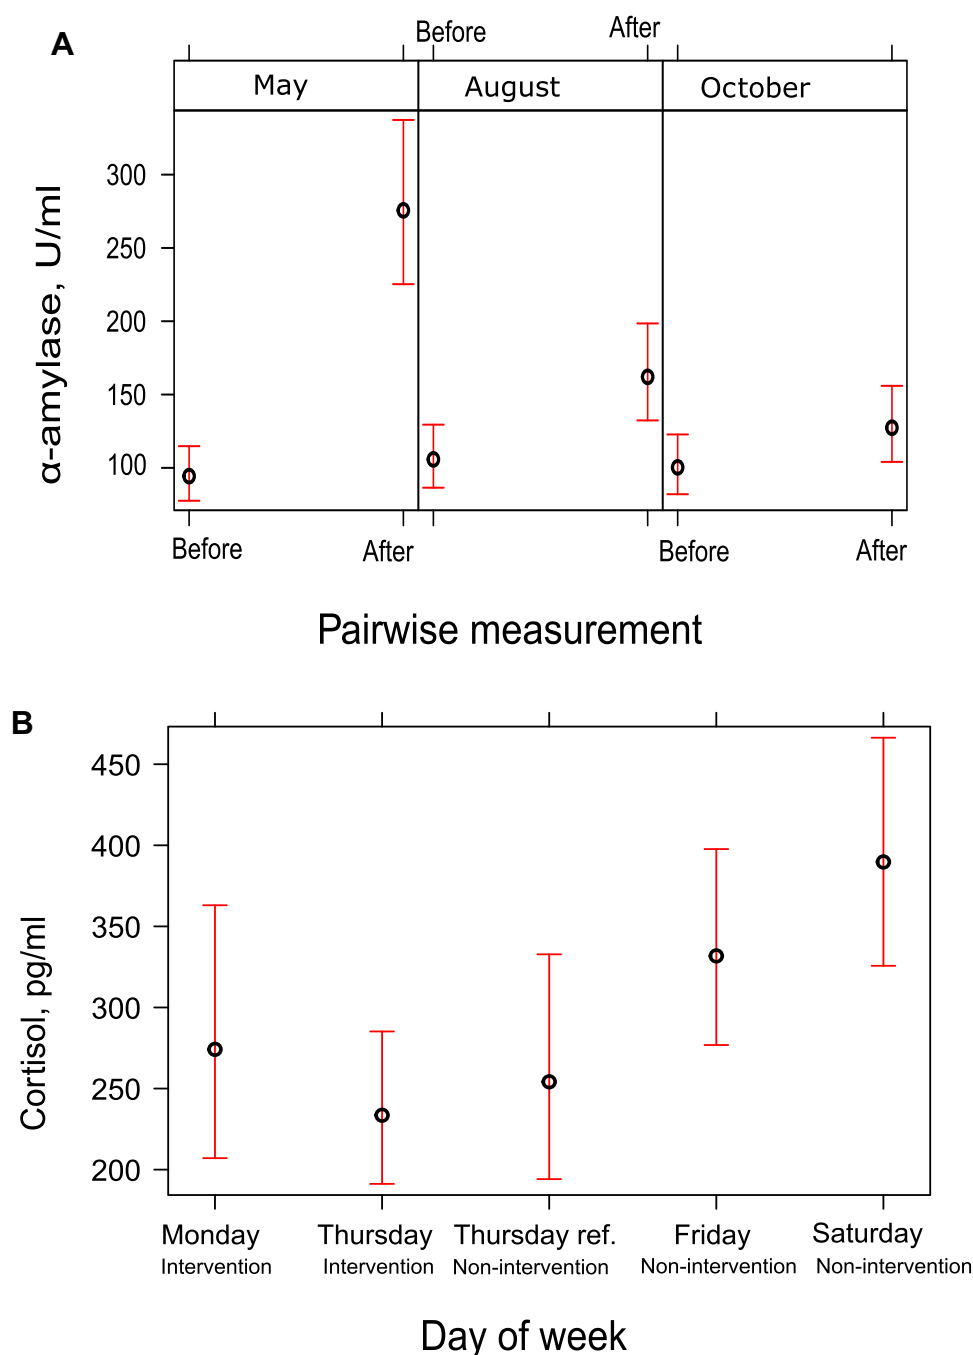 A
Before After
May August October
α-amylase, U/ml
300
250
200
150
100
Before After Before After
Pairwise measurement
B
Cortisol, pg/ml
450
400
350
300
250
200
Monday Thursday Thursday ref. Friday Saturday
Intervention Intervention Non-intervention Non-intervention Non-intervention
Day of week